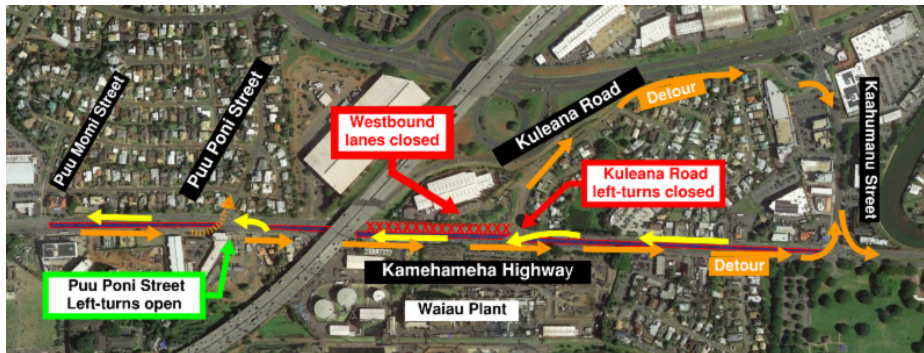 Puu Momi Street
Puu Poni Street
Westbound
lanes closed
Kuleana Road
Detour
Kaahumanu Street
Kuleana Road
left-turns closed
Puu Poni Street
Left-turns open
Kamehameha Highway
Detour
Waiau Plant
XXXXXXXXXXXXXXX